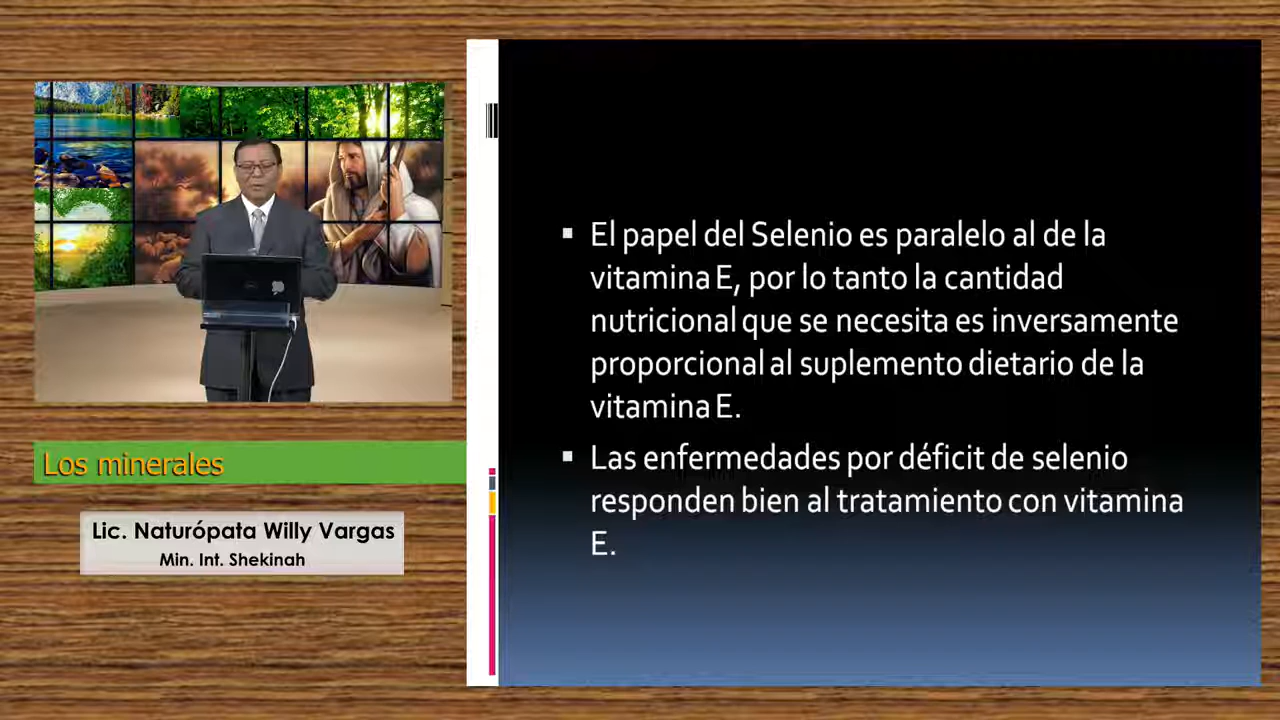 El papel del Selenio es paralelo al de la
vitamina E, por lo tanto la cantidad
nutricional que se necesita es inversamente
proporcional al suplemento dietario de la
vitamina E.
Las enfermedades por déficit de selenio
responden bien al tratamiento con vitamina
E.
Los minerales
Lic. Naturópata Willy Vargas
Min. Int. Shekinah